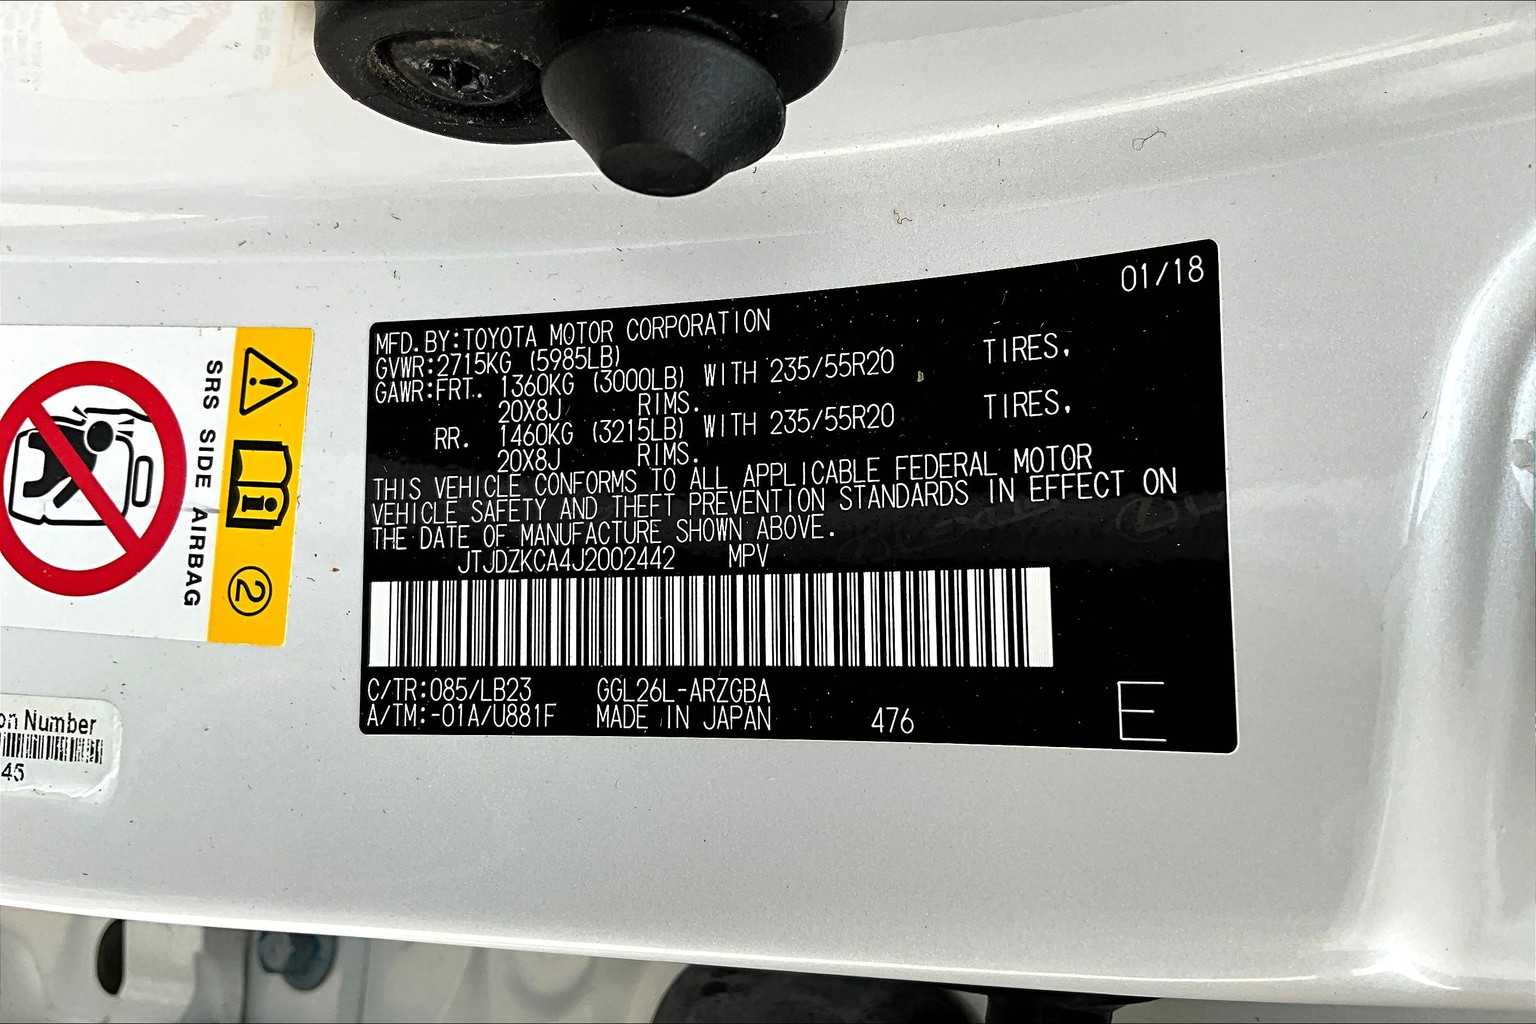 01/18
MFD.BY:TOYOTA MOTOR CORPORATION
GVWR:2715KG (5985LB)
GAWR:FRT. 1360KG (3000LB) WITH 235/55R20 TIRES.
20X8J RIMS.
RR. 1460KG (3215LB) WITH 235/55R20 TIRES.
20X8J RIMS.
THIS VEHICLE CONFORMS TO ALL APPLICABLE FEDERAL MOTOR
VEHICLE SAFETY AND THEFT PREVENTION STANDARDS IN EFFECT ON
THE DATE OF MANUFACTURE SHOWN ABOVE.
JTJDZKCA4J2002442 MPV
C/TR:085/LB23 GGL26L-ARZGBA
A/TM:-01A/U881F MADE IN JAPAN 476
E
SRS SIDE AIRBAG
2
Number
45